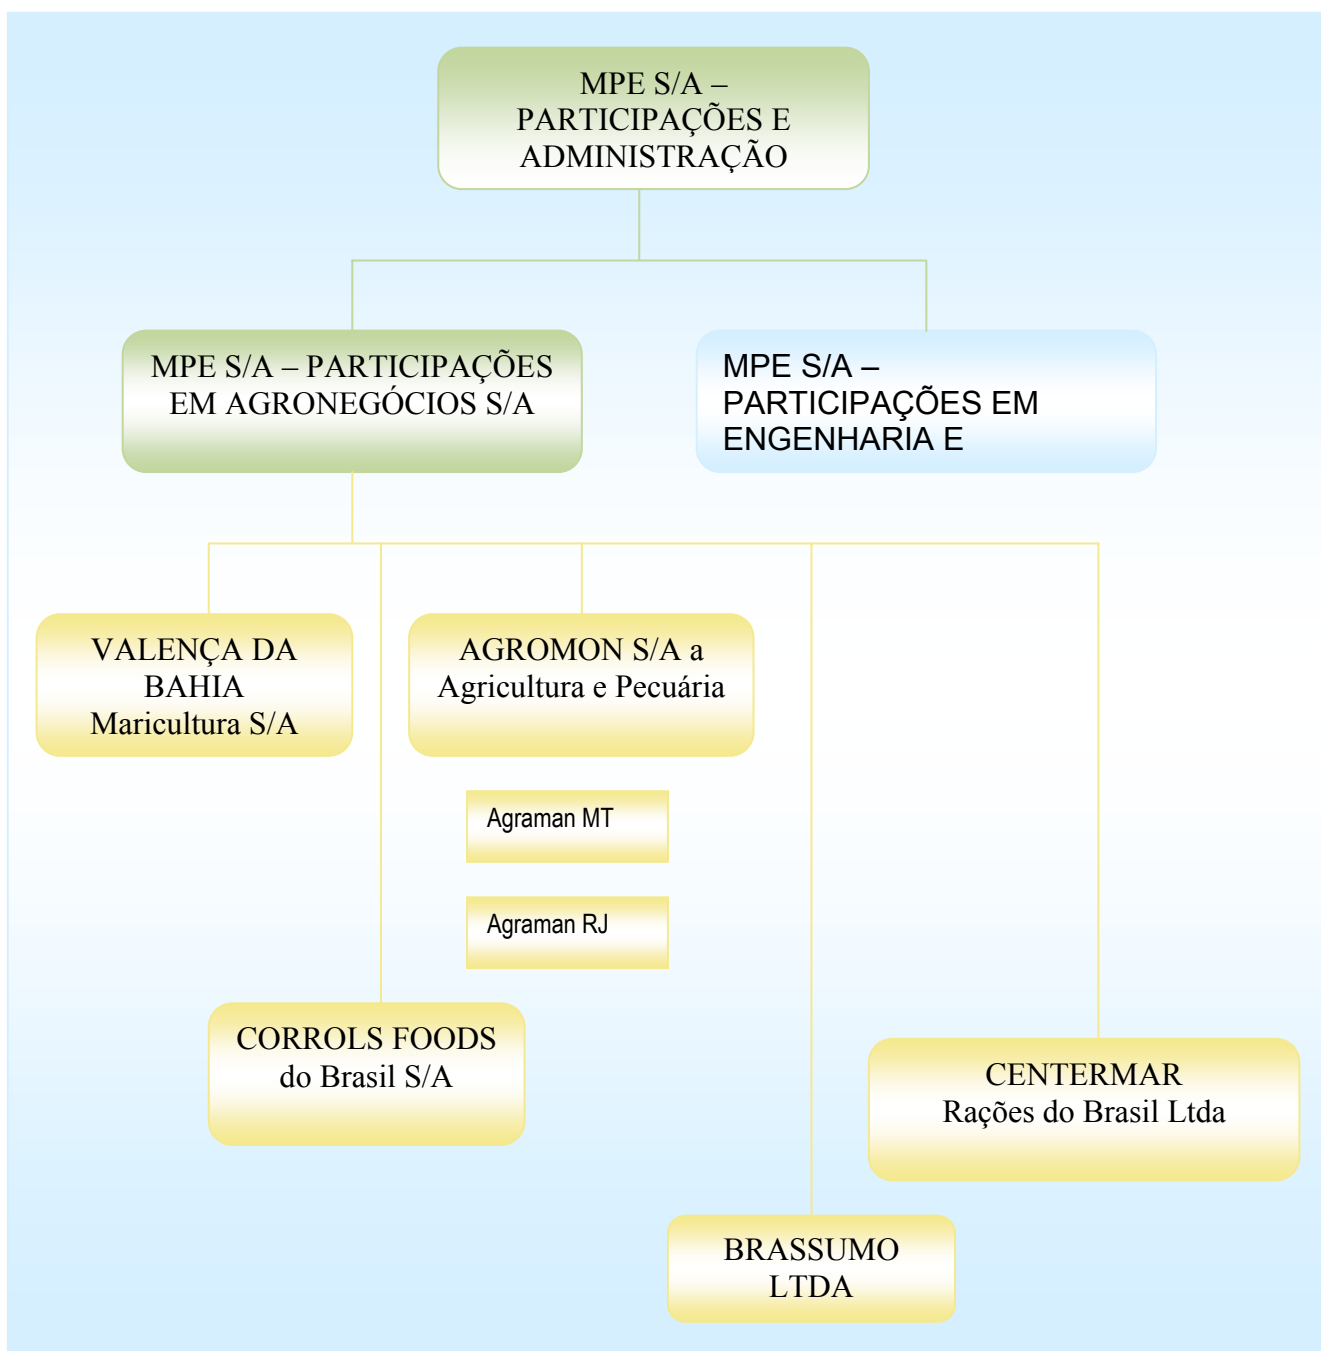 MPE S/A –
PARTICIPAÇÕES E
ADMINISTRAÇÃO
MPE S/A – PARTICIPAÇÕES
EM AGRONEGÓCIOS S/A
MPE S/A –
PARTICIPAÇÕES EM
ENGENHARIA E
VALENÇA DA
BAHIA
Maricultura S/A
AGROMON S/A a
Agricultura e Pecuária
Agraman MT
Agraman RJ
CORROLS FOODS
do Brasil S/A
CENTERMAR
Rações do Brasil Ltda
BRASSUMO
LTDA